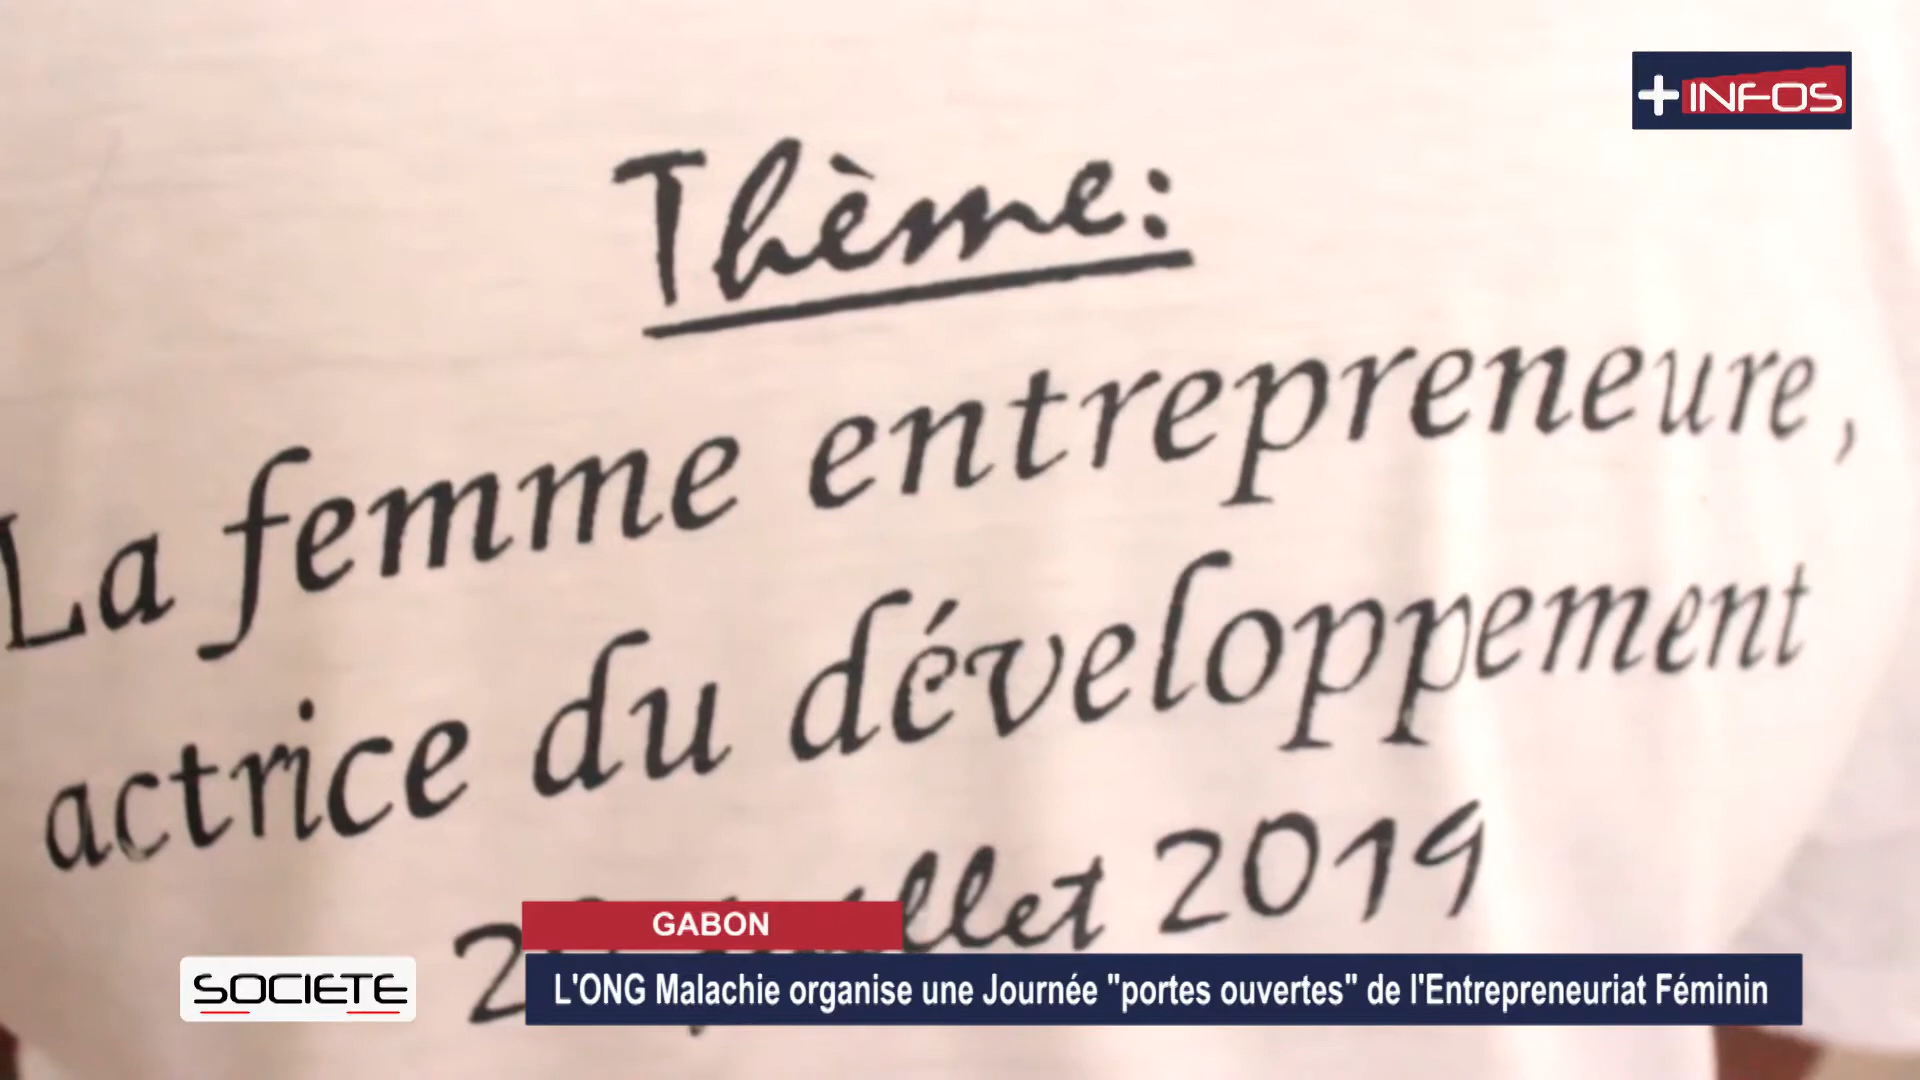 +INFOS
Thème:
La femme entrepreneure,
actrice du développement
juillet 2019
GABON
SOCIETE
L'ONG Malachie organise une Journée "portes ouvertes" de l'Entrepreneuriat Féminin